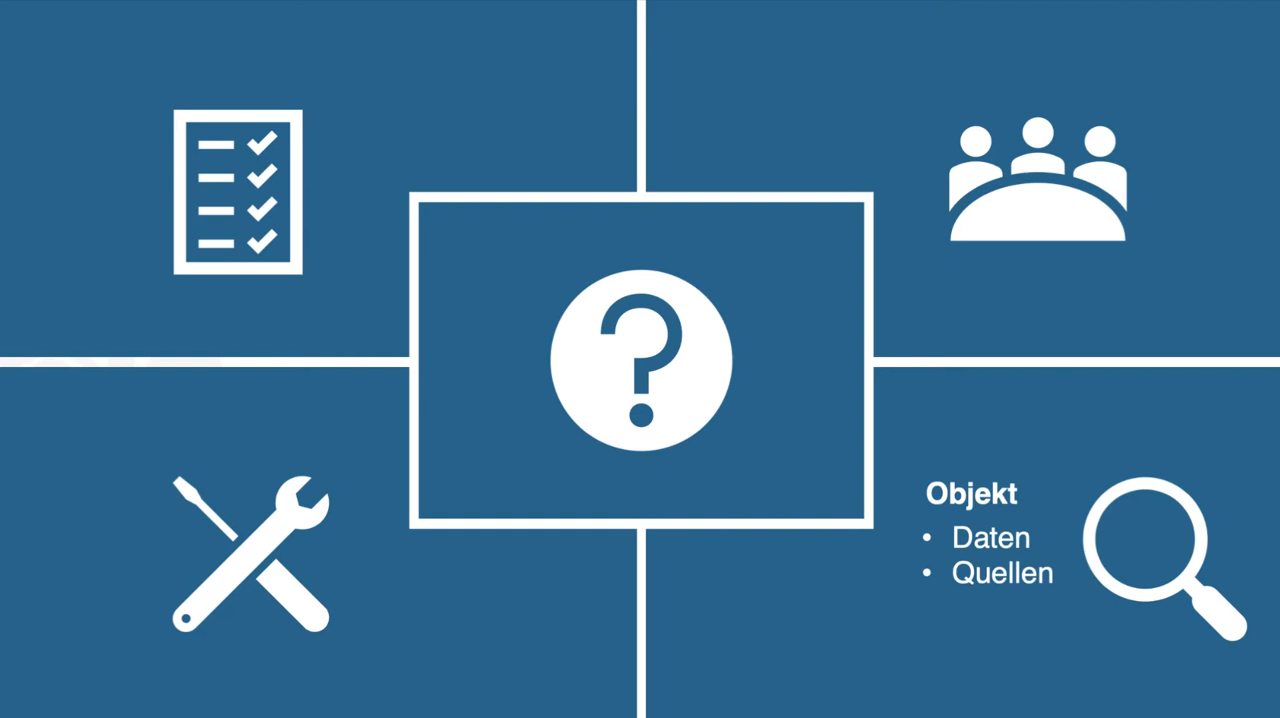 ?
Objekt
• Daten
• Quellen